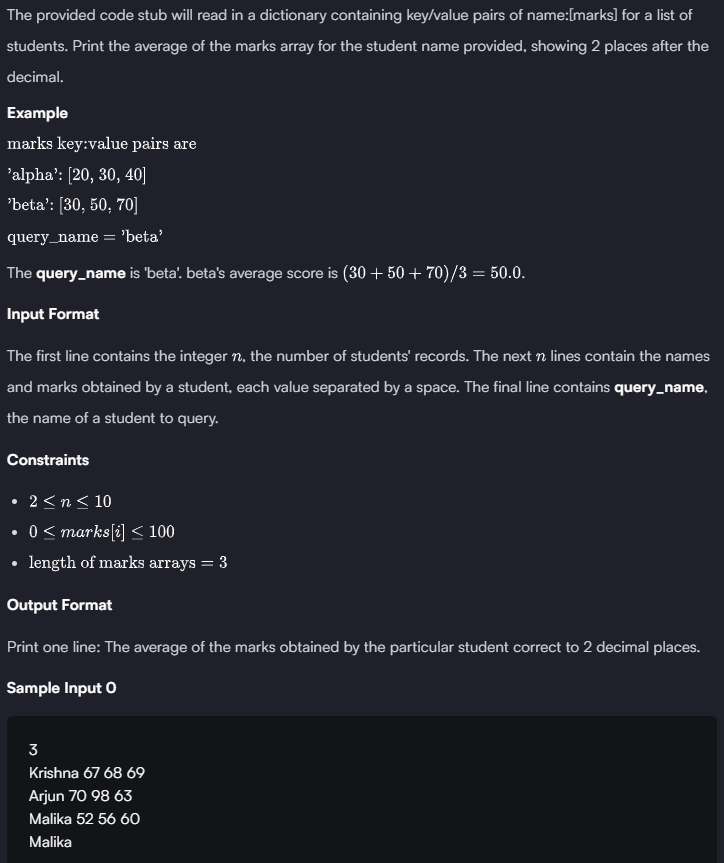 The provided code stub will read in a dictionary containing key/value pairs of name:[marks] for a list of
students. Print the average of the marks array for the student name provided, showing 2 places after the
decimal.
Example
marks key:value pairs are
’alpha’: [20, 30, 40]
’beta’: [30, 50, 70]
query_name = ’beta’
The query_name is 'beta'. beta's average score is (30 + 50 + 70)/3 = 50.0.
Input Format
The first line contains the integer n, the number of students' records. The next n lines contain the names
and marks obtained by a student, each value separated by a space. The final line contains query_name,
the name of a student to query.
Constraints
• 2 ≤ n ≤ 10
• 0 ≤ marks[i] ≤ 100
• length of marks arrays = 3
Output Format
Print one line: The average of the marks obtained by the particular student correct to 2 decimal places.
Sample Input 0
3
Krishna 67 68 69
Arjun 70 98 63
Malika 52 56 60
Malika